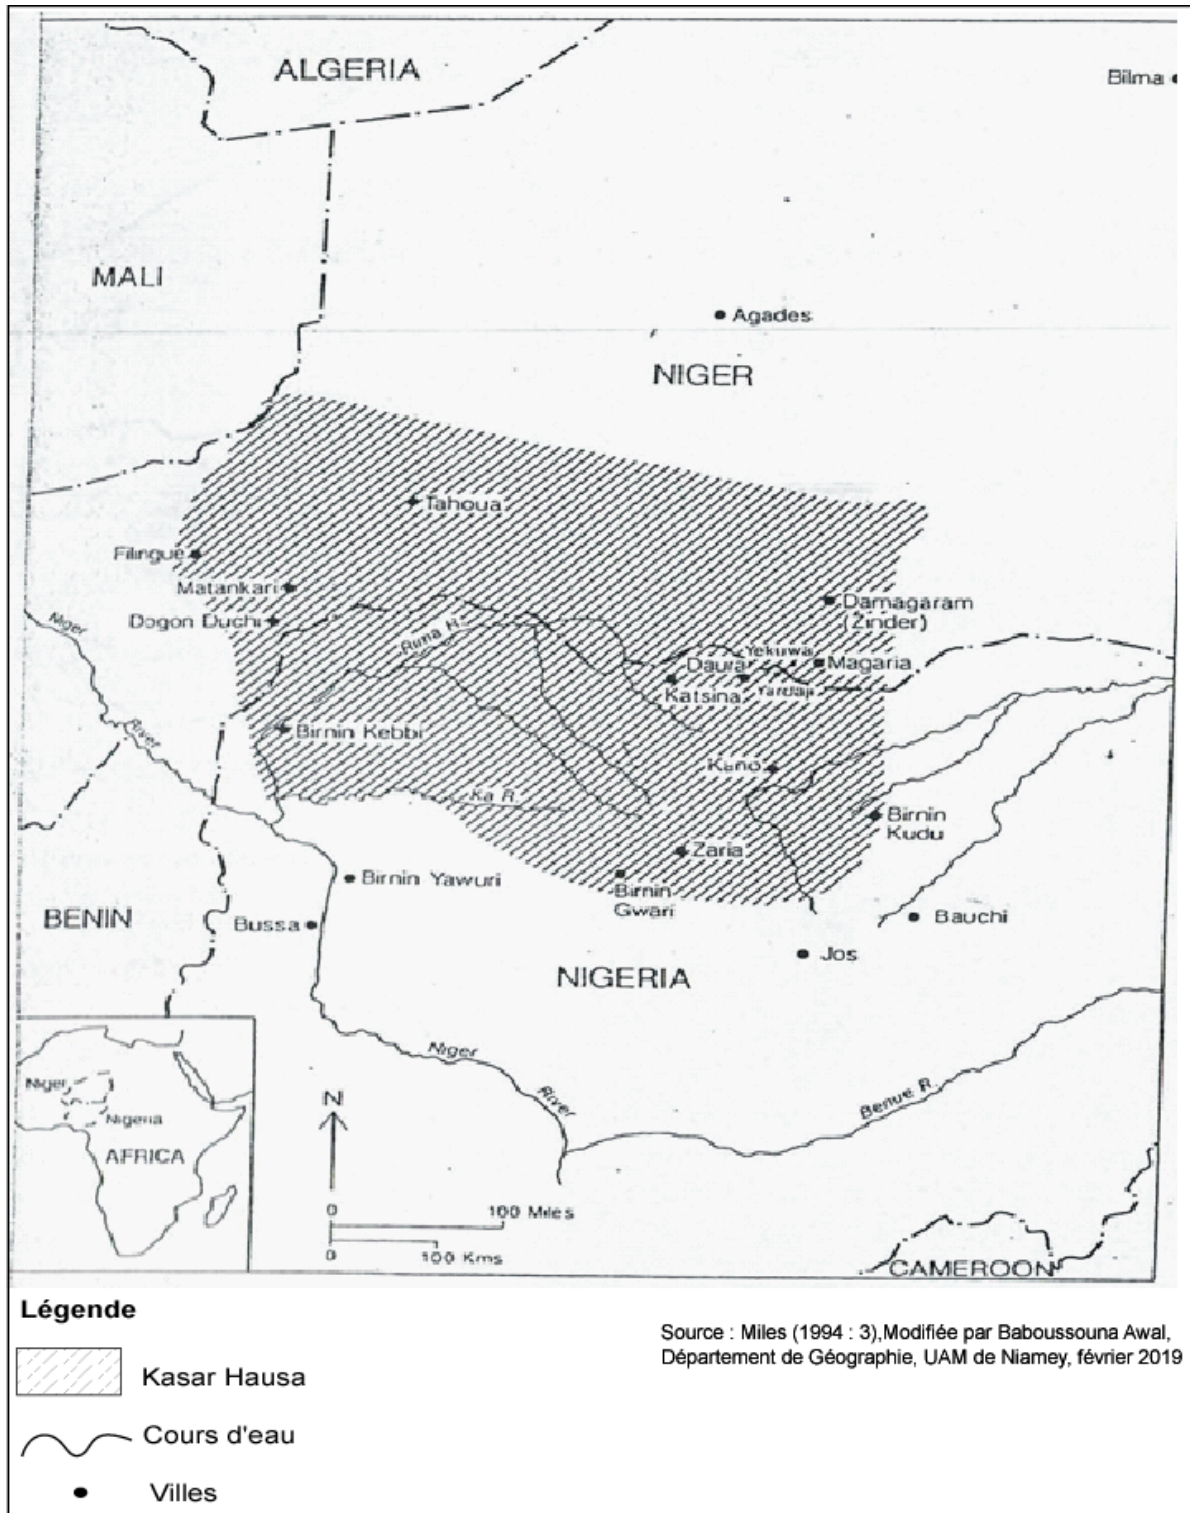 ALGERIA
Bilma
MALI
Agades
NIGER
Tahoua
Filingue
Matankari
Dogon Duchi
Damagaram
(Zinder)
Niger
River
Yekuwa
Magaria
Daura
Katsina
Yardaji
Birnin Kebbi
Kano
Ka R.
Birnin
Kudu
Zaria
Birnin Yawuri
Birnin
Gwari
BENIN
Bussa
Bauchi
Jos
NIGERIA
Niger
River
Benue R.
Niger
Nigeria
AFRICA
N
0
100 Miles
0
100 Kms
CAMEROON
Légende
Kasar Hausa
Cours d'eau
Villes
Source : Miles (1994 : 3),Modifiée par Baboussouna Awal,
Département de Géographie, UAM de Niamey, février 2019